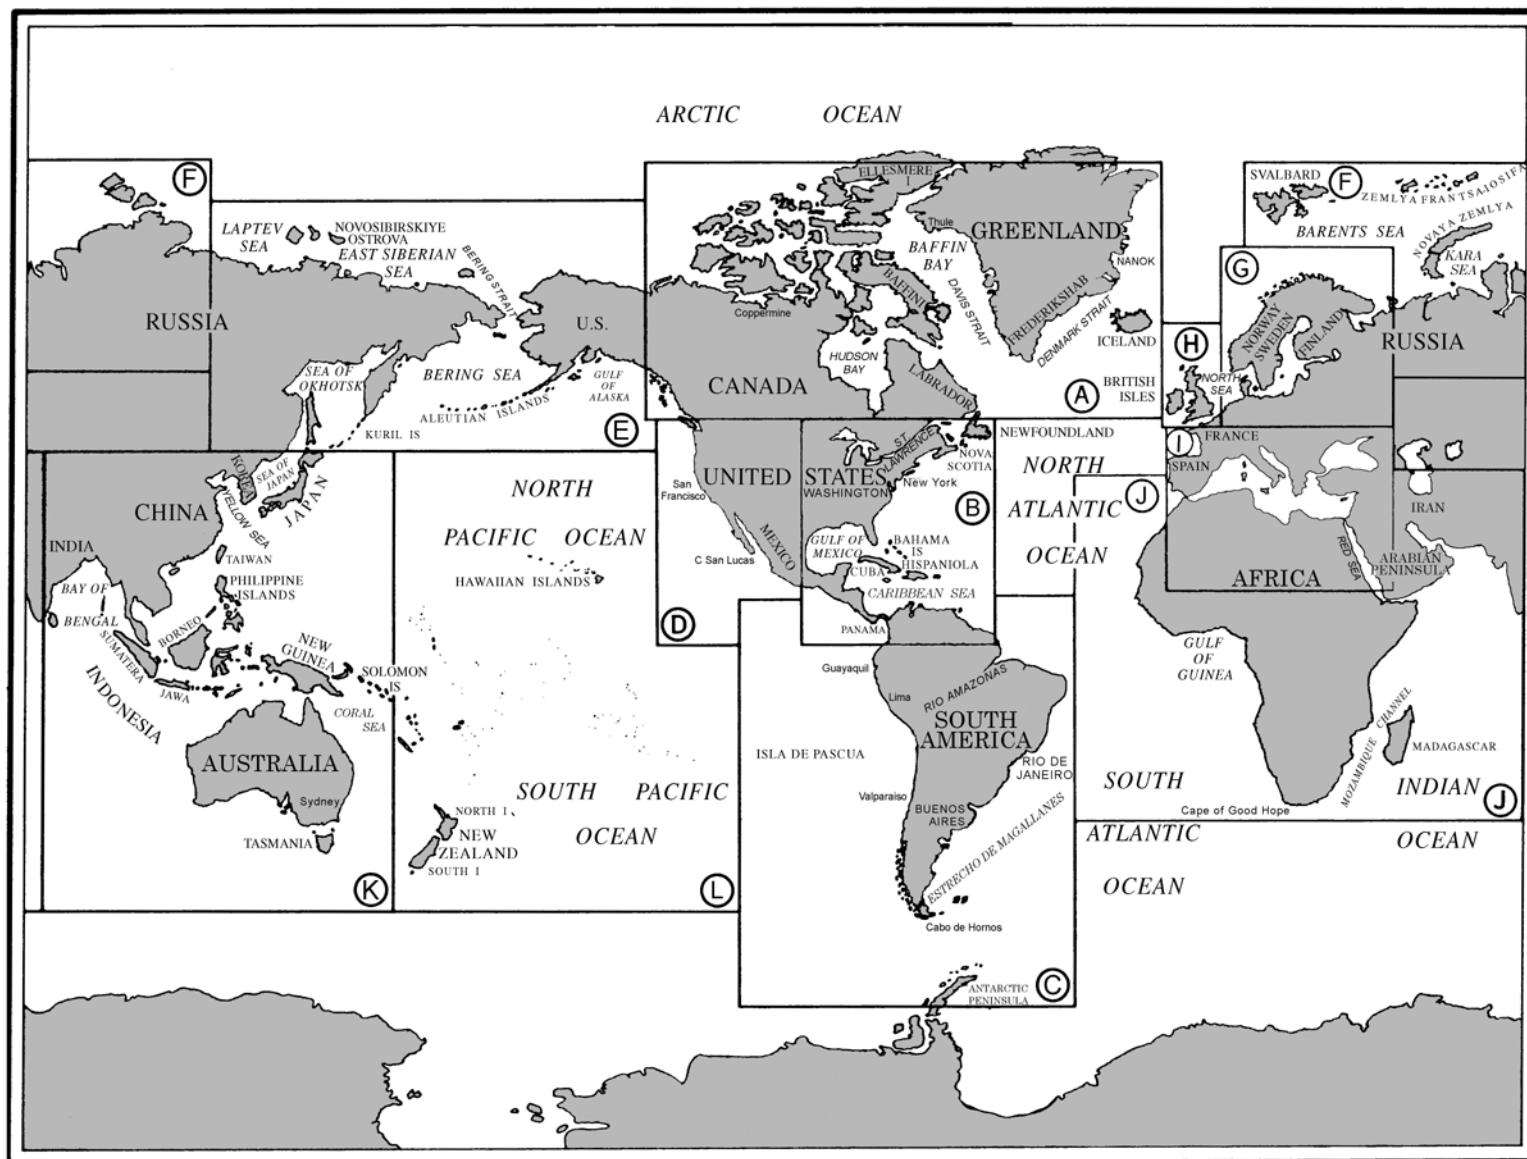 ARCTIC OCEAN
F
ELLESMERE
I
SVALBARD
F
ZEMLYA FRANTSA IOSIFA
LAPTEV
SEA
NOVOSIBIRSKIYE
OSTROVA
EAST SIBERIAN
SEA
BERING STRAIT
Thule
GREENLAND
BAFFIN
BAY
BAFFIN I
NANOK
BARENTS SEA
NOVAYA ZEMLYA
KARA
SEA
G
RUSSIA
U.S.
Coppermine
DAVIS STRAIT
FREDERIKSHAB
DENMARK STRAIT
ICELAND
H
NORWAY
SWEDEN
FINLAND
RUSSIA
SEA OF
OKHOTSK
BERING SEA
GULF
OF
ALASKA
ALEUTIAN ISLANDS
KURIL IS
E
CANADA
HUDSON
BAY
LABRADOR
A
BRITISH
ISLES
NORTH
SEA
KOREA
SEA OF
JAPAN
JAPAN
YELLOW SEA
CHINA
INDIA
TAIWAN
PHILIPPINE
ISLANDS
BAY OF
BENGAL
SUMATERA
BORNEO
JAWA
INDONESIA
NEW
GUINEA
SOLOMON
IS
CORAL
SEA
AUSTRALIA
Sydney
TASMANIA
K
NORTH
PACIFIC OCEAN
HAWAIIAN ISLANDS
SOUTH PACIFIC
OCEAN
NORTH I
NEW
ZEALAND
SOUTH I
L
UNITED STATES
WASHINGTON
San
Francisco
C San Lucas
MEXICO
D
ST.
LAWRENCE
NEWFOUNDLAND
NOVA
SCOTIA
New York
B
GULF OF
MEXICO
BAHAMA
IS
HISPANIOLA
CUBA
CARIBBEAN SEA
PANAMA
NORTH
ATLANTIC
OCEAN
J
I
FRANCE
SPAIN
IRAN
RED SEA
ARABIAN
PENINSULA
AFRICA
GULF
OF
GUINEA
MOZAMBIQUE CHANNEL
MADAGASCAR
Cape of Good Hope
INDIAN
J
OCEAN
Guayaquil
Lima
RIO AMAZOÑAS
SOUTH
AMERICA
ISLA DE PASCUA
RIO DE
JANEIRO
Valparaiso
BUENOS
AIRES
ESTRECHO DE MAGALLANES
Cabo de Hornos
ANTARCTIC
PENINSULA
C
SOUTH
ATLANTIC
OCEAN